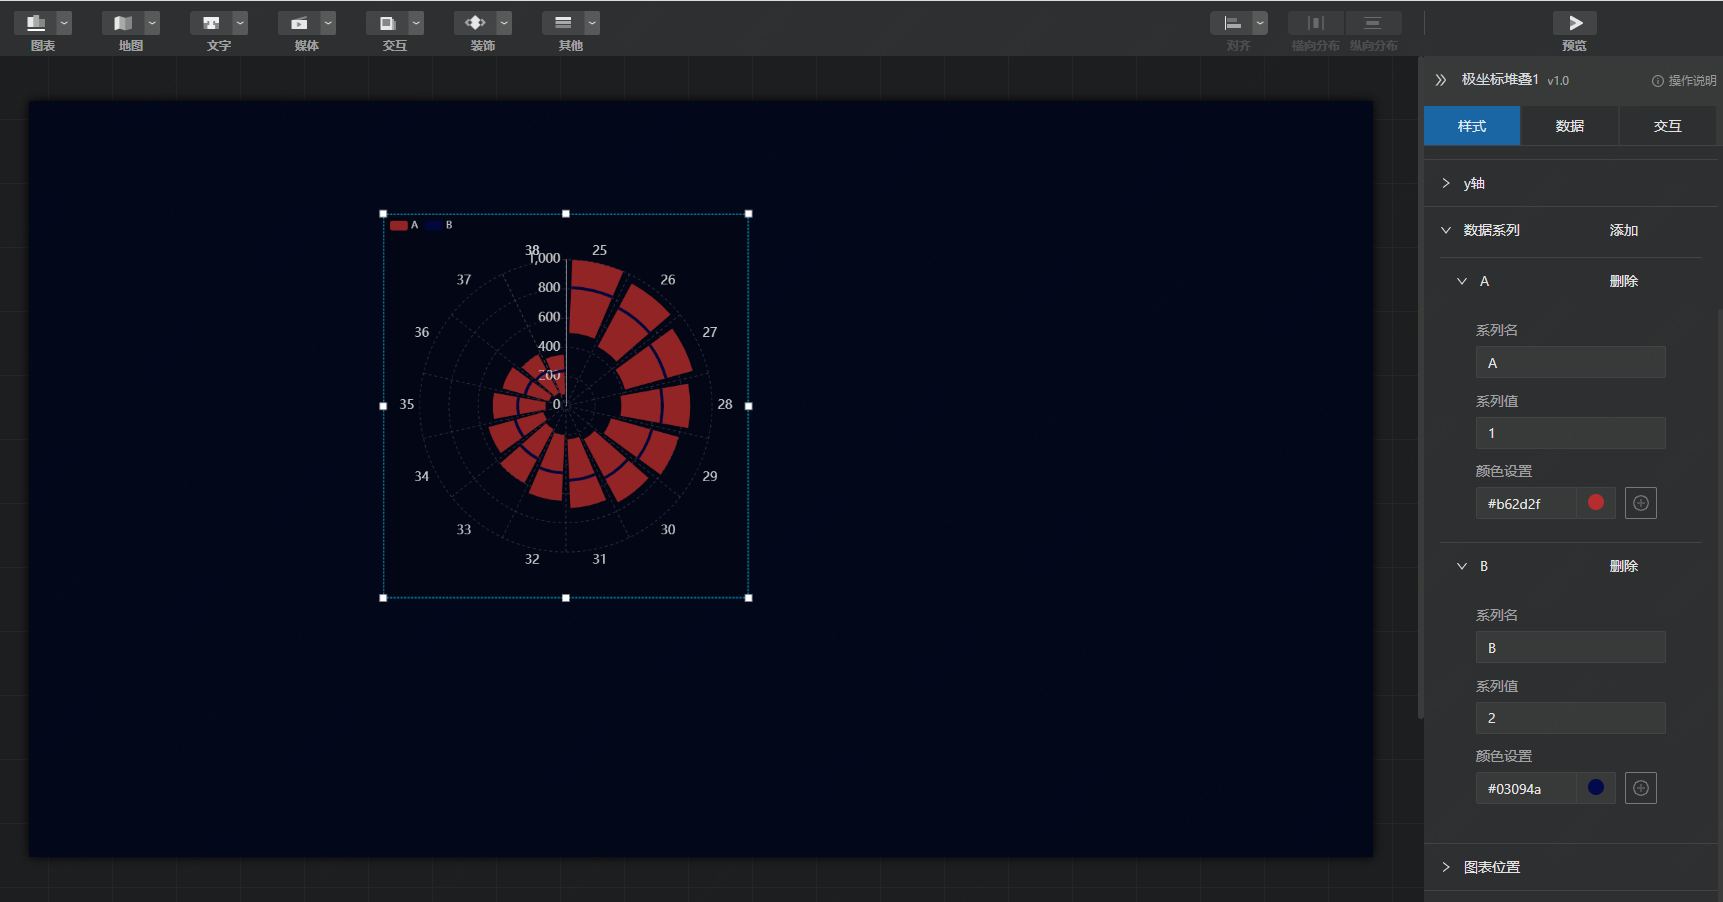 图表 地图 文字 媒体 交互 装饰 其他 对齐 横向分布 纵向分布 预览
极坐标堆叠1 v1.0 操作说明
样式 数据 交互
y轴
数据系列 添加
A 删除
系列名
A
系列值
1
颜色设置
#b62d2f
B 删除
系列名
B
系列值
2
颜色设置
#03094a
图表位置
A B
38 25
1,000
37 26
800
600
36 27
400
200
35 0 28
34 29
33 30
32 31